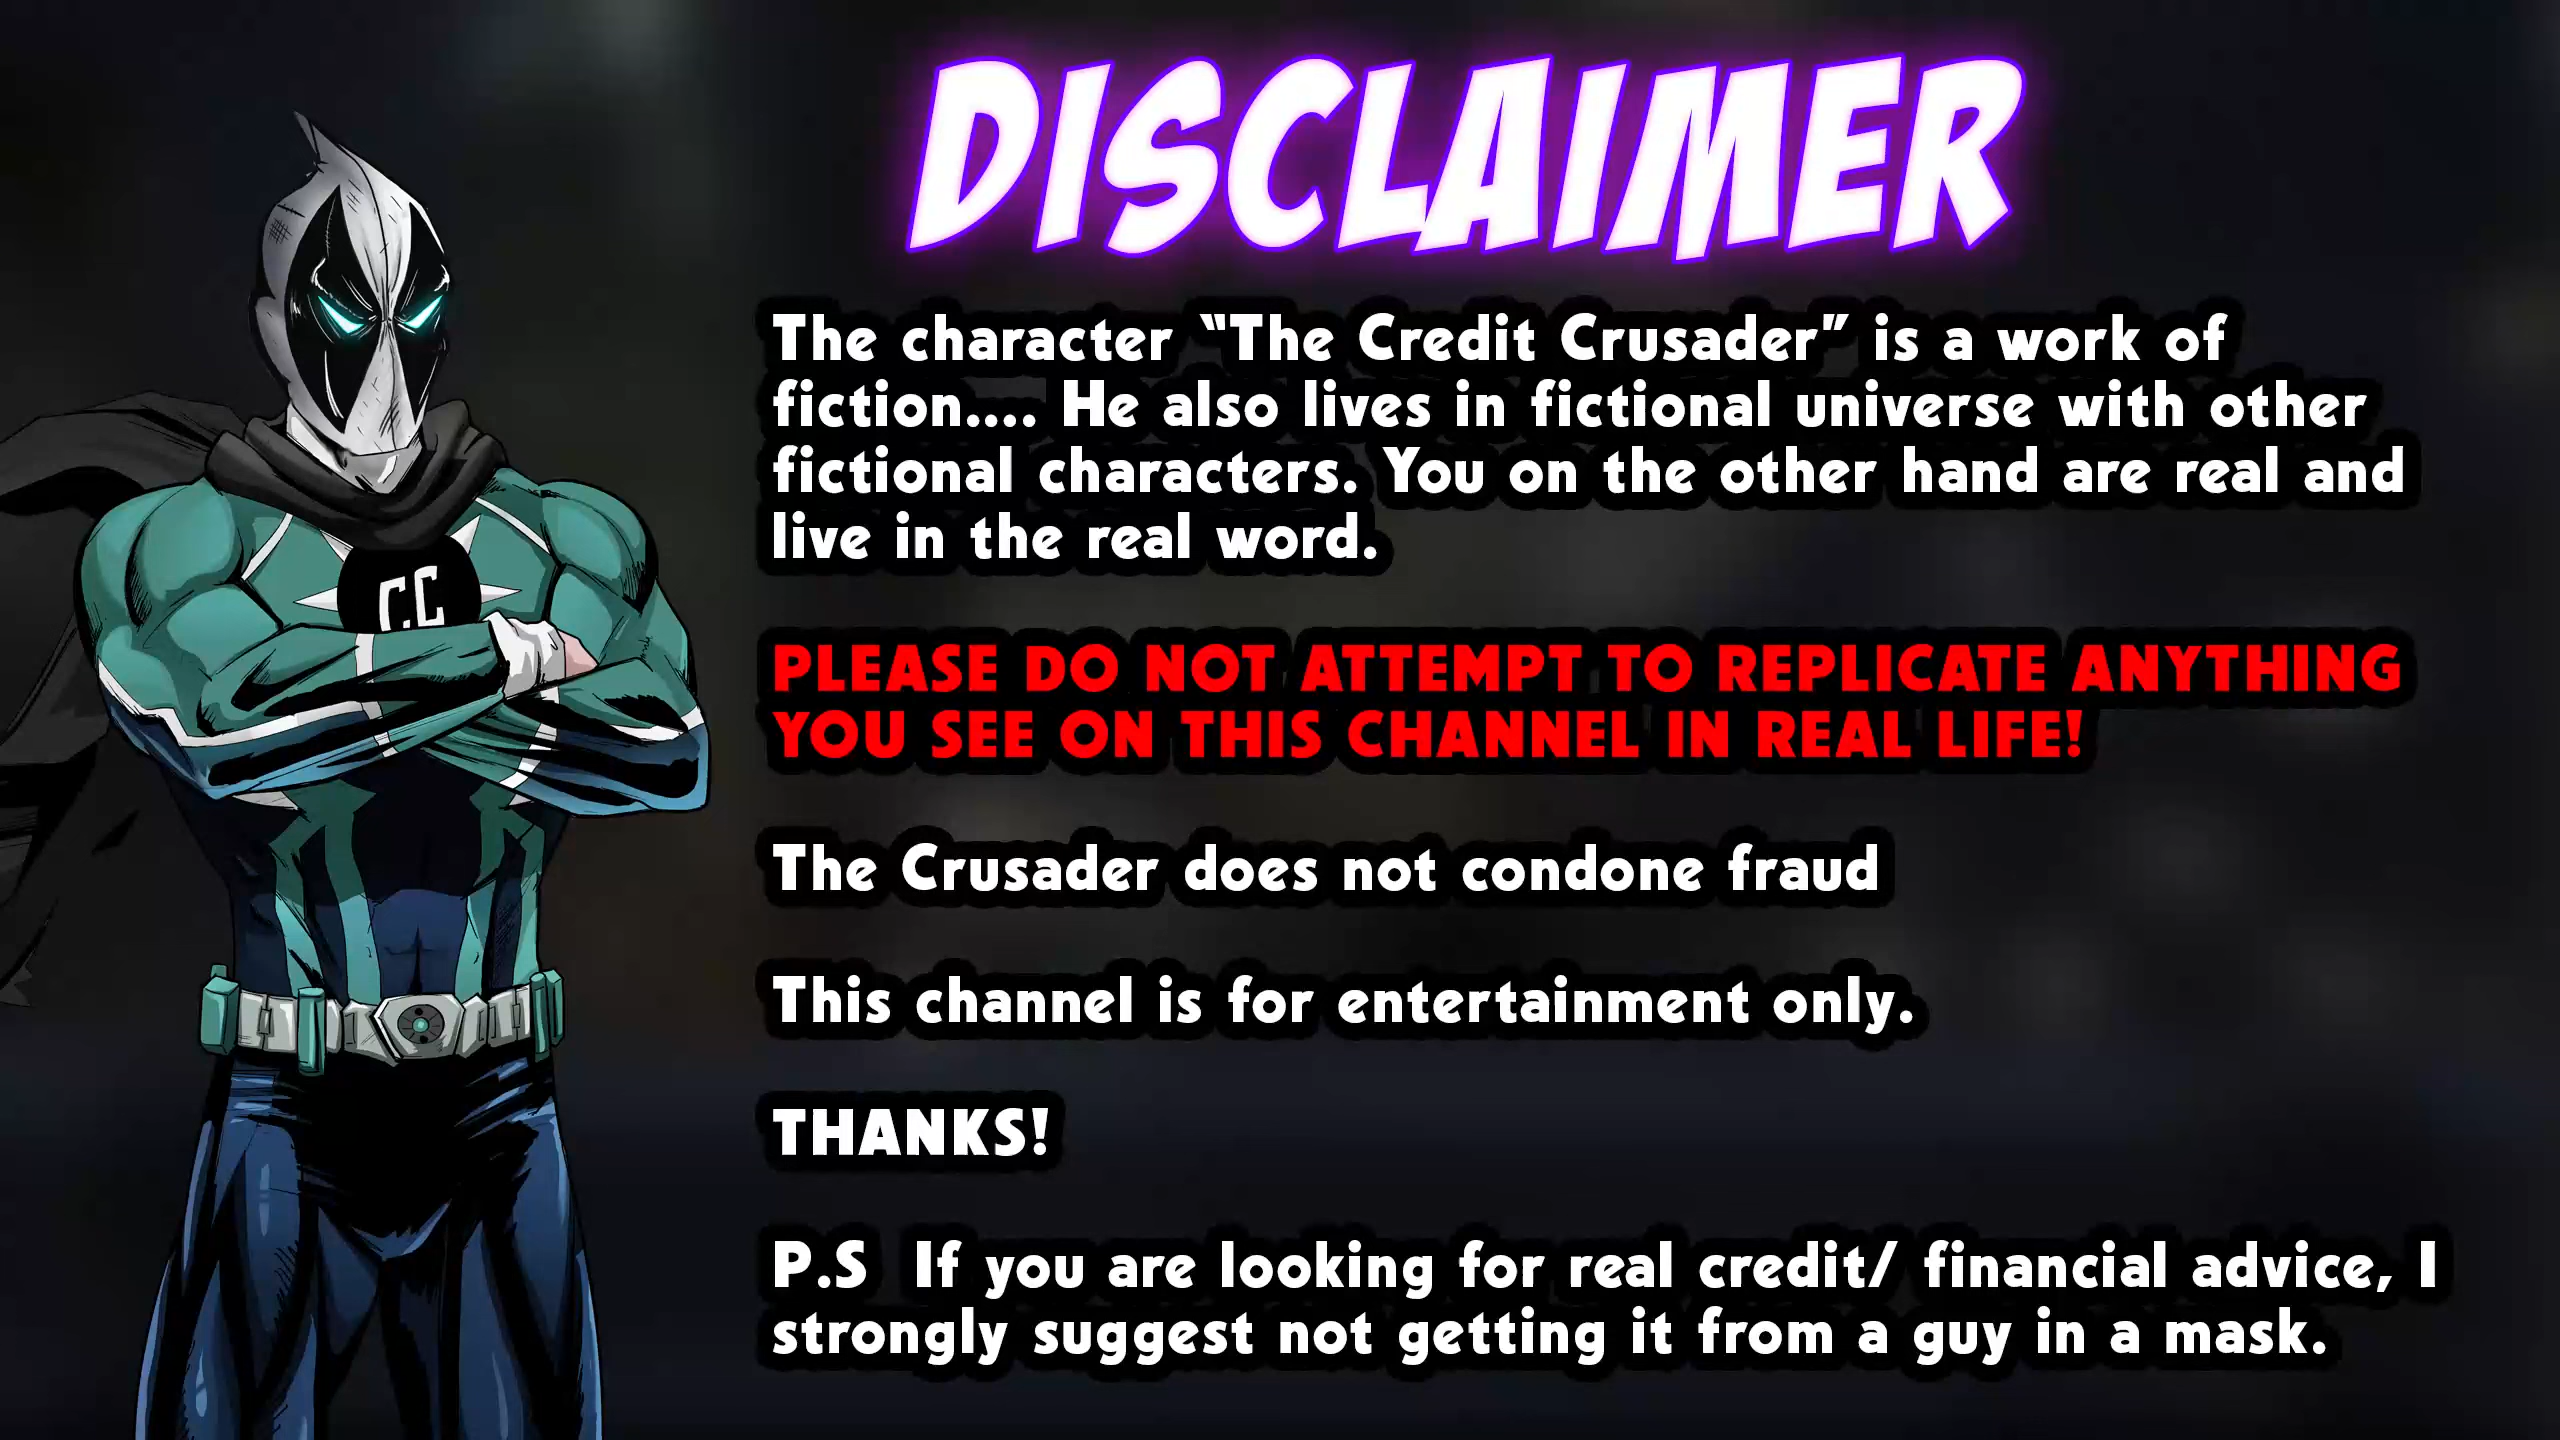 DISCLAIMER
The character “The Credit Crusader” is a work of
fiction.... He also lives in fictional universe with other
fictional characters. You on the other hand are real and
live in the real word.
PLEASE DO NOT ATTEMPT TO REPLICATE ANYTHING
YOU SEE ON THIS CHANNEL IN REAL LIFE!
C.C
The Crusader does not condone fraud
This channel is for entertainment only.
THANKS!
P.S  If you are looking for real credit/ financial advice, I
strongly suggest not getting it from a guy in a mask.